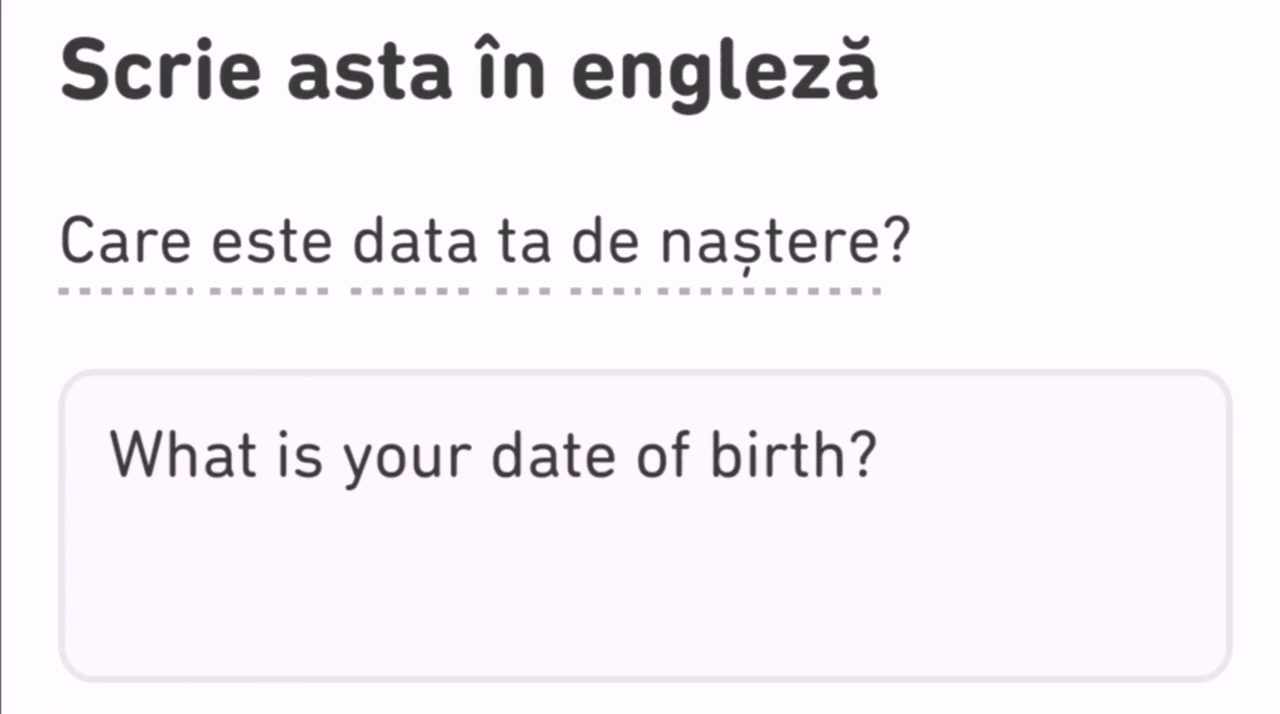 Scrie asta în engleză
Care este data ta de naștere?
What is your date of birth?